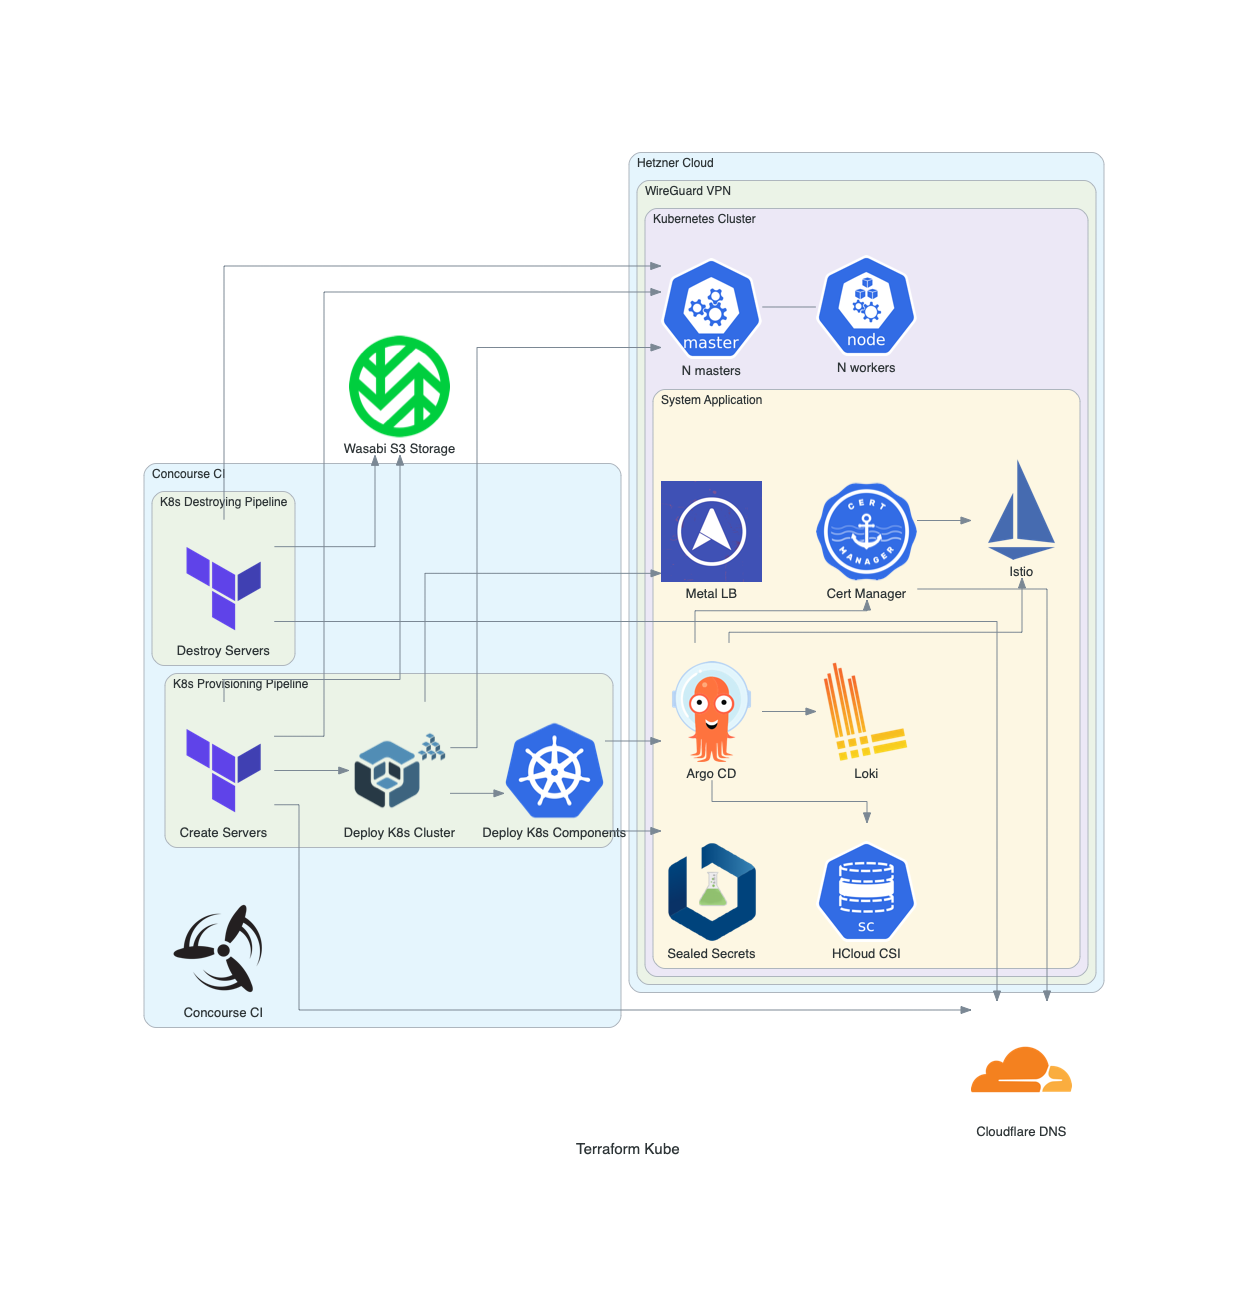 Hetzner Cloud
WireGuard VPN
Kubernetes Cluster
master
N masters
node
N workers
Wasabi S3 Storage
System Application
Concourse CI
K8s Destroying Pipeline
Destroy Servers
Metal LB
CERT
MANAGER
Cert Manager
Istio
K8s Provisioning Pipeline
Create Servers
Deploy K8s Cluster
Deploy K8s Components
Argo CD
Loki
Sealed Secrets
sc
HCloud CSI
Concourse CI
Cloudflare DNS
Terraform Kube